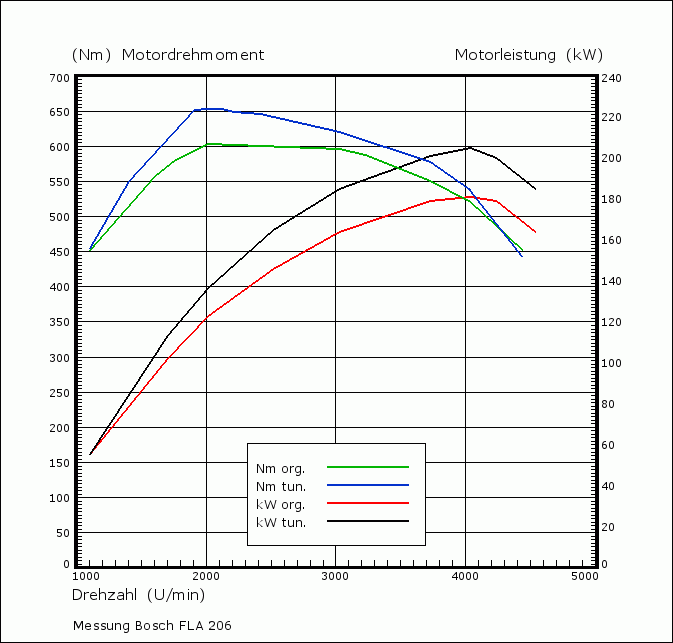 (Nm) Motordrehmoment Motorleistung (kW)
700 240
650 220
600 200
550 180
500 160
450 140
400 120
350 100
300 80
250 60
200 40
150 20
100 0
50
0
Nm org.
Nm tun.
kW org.
kW tun.
1000 2000 3000 4000 5000
Drehzahl (U/min)
Messung Bosch FLA 206